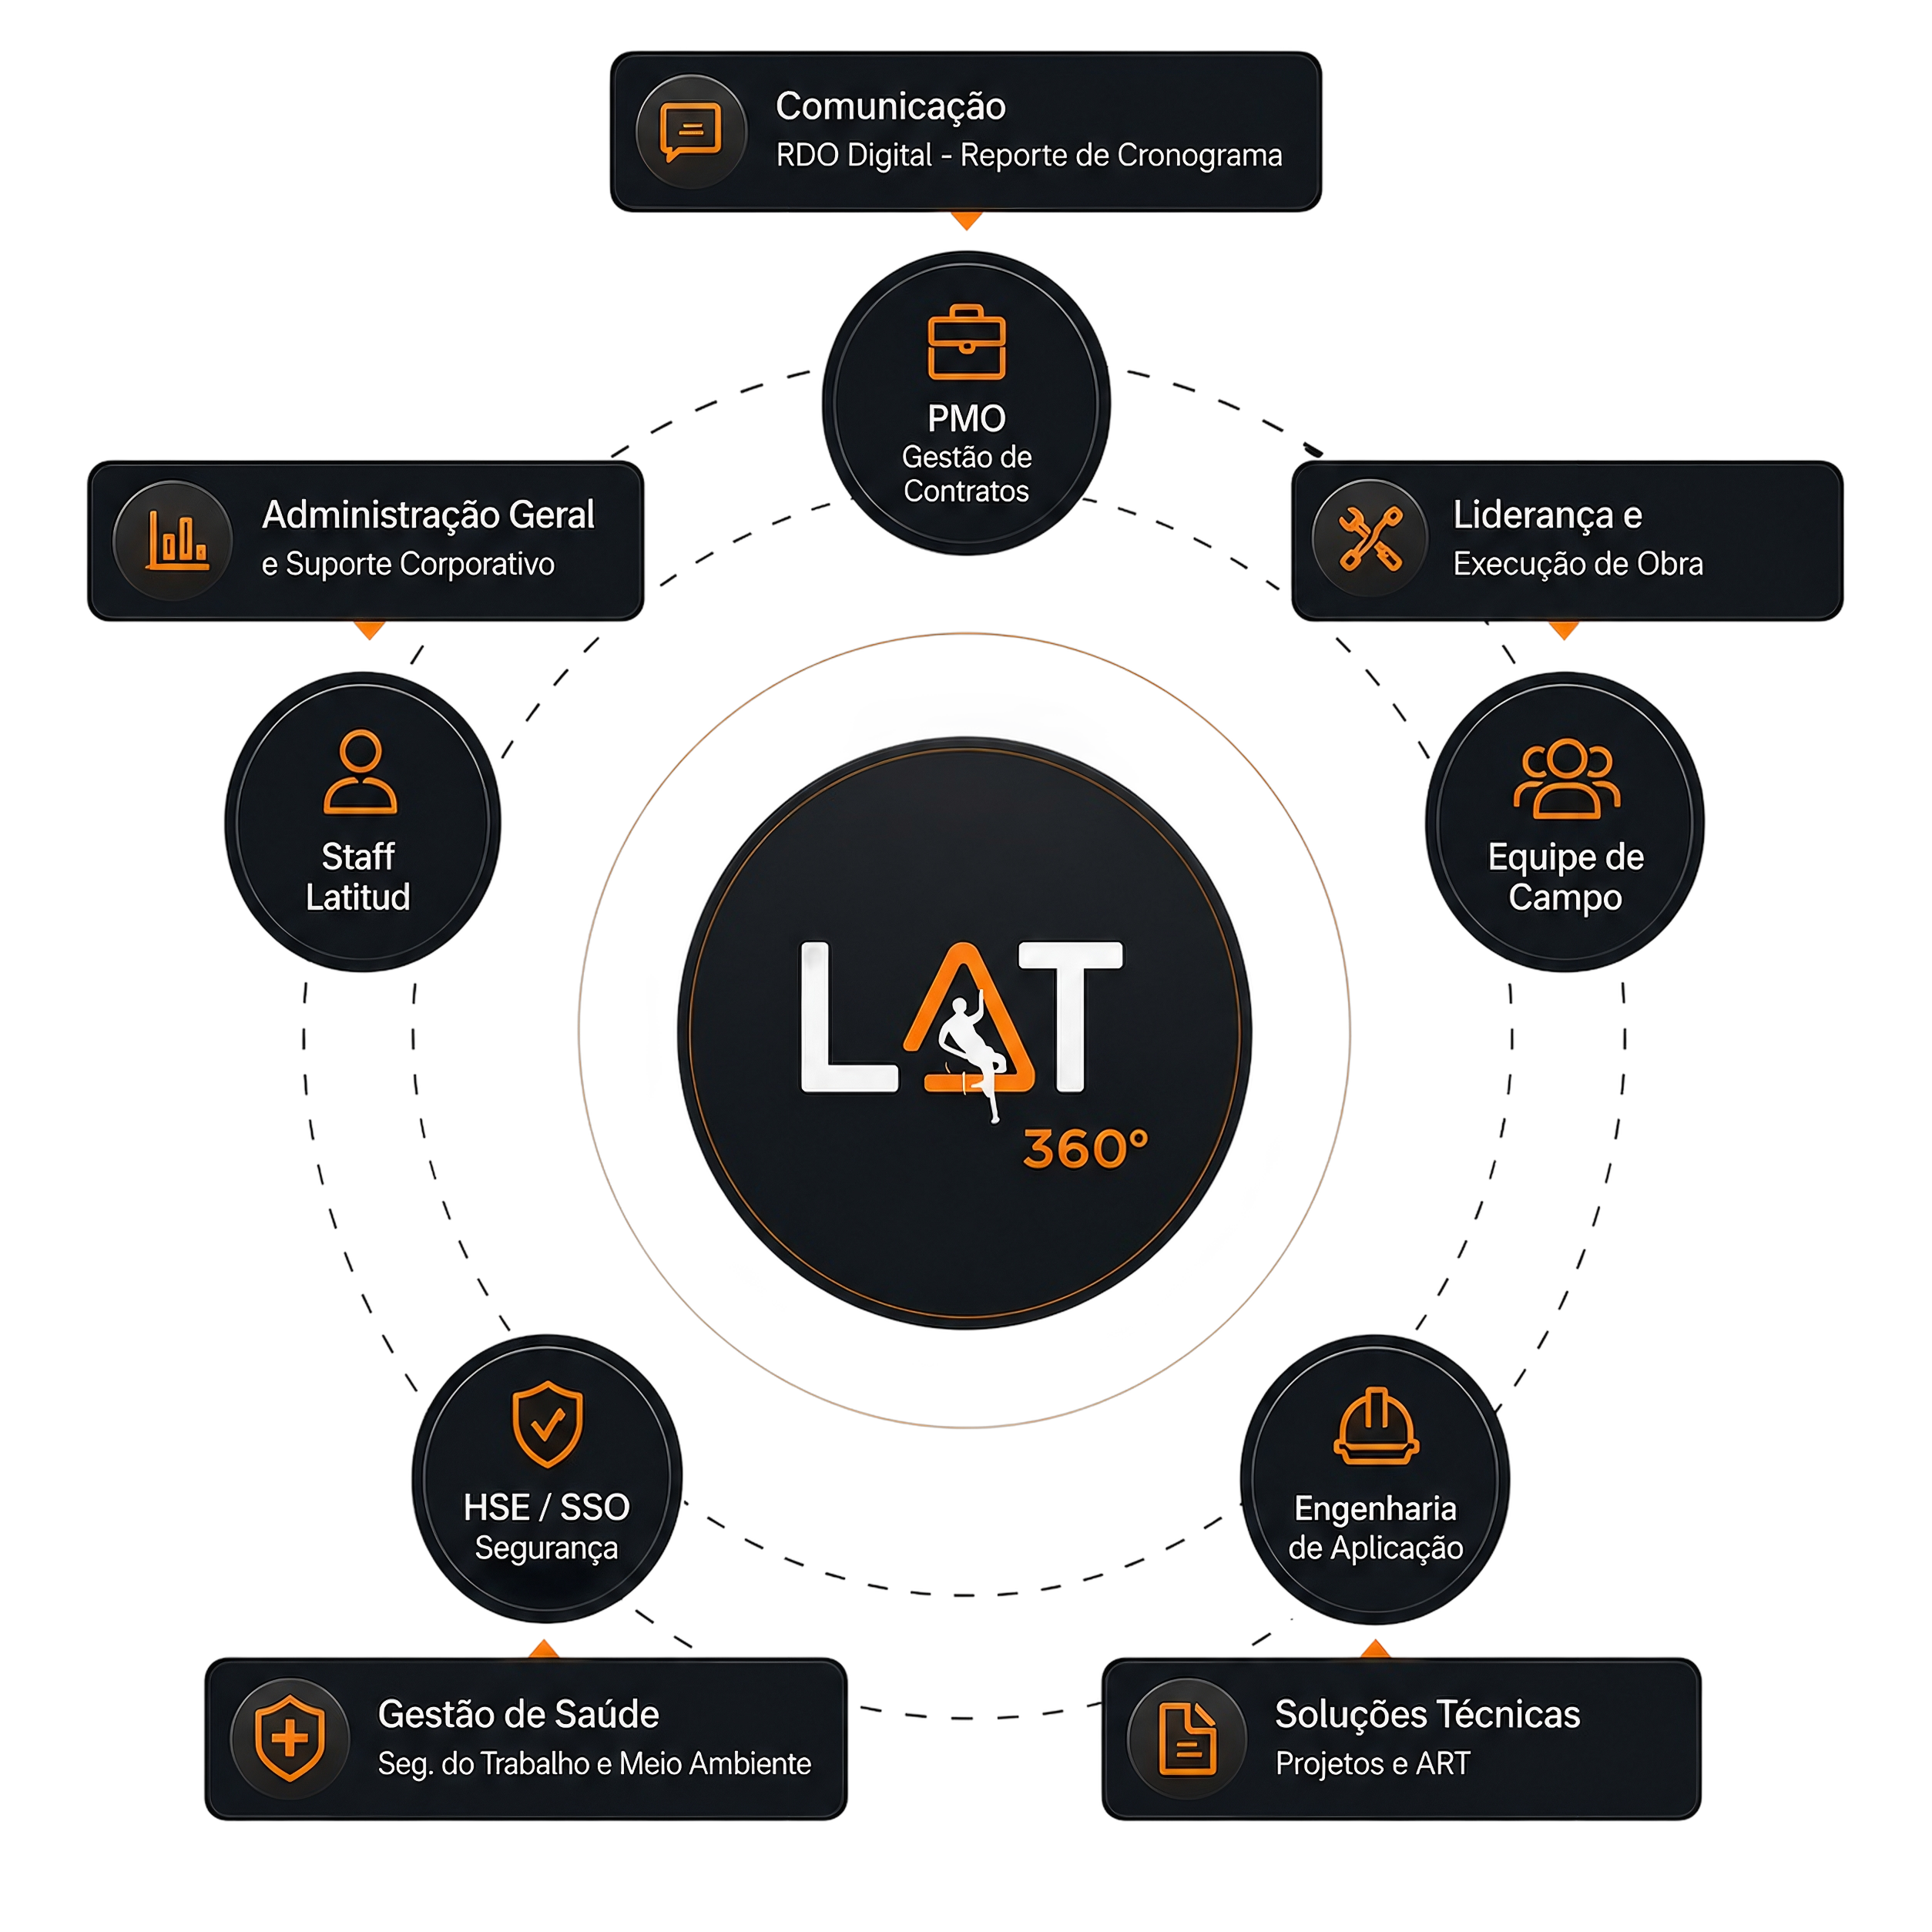 Comunicação
RDO Digital - Reporte de Cronograma
PMO
Gestão de
Contratos
Administração Geral
e Suporte Corporativo
Liderança e
Execução de Obra
Staff
Latitud
Equipe de
Campo
LAT
360°
HSE / SSO
Segurança
Engenharia
de Aplicação
Gestão de Saúde
Seg. do Trabalho e Meio Ambiente
Soluções Técnicas
Projetos e ART